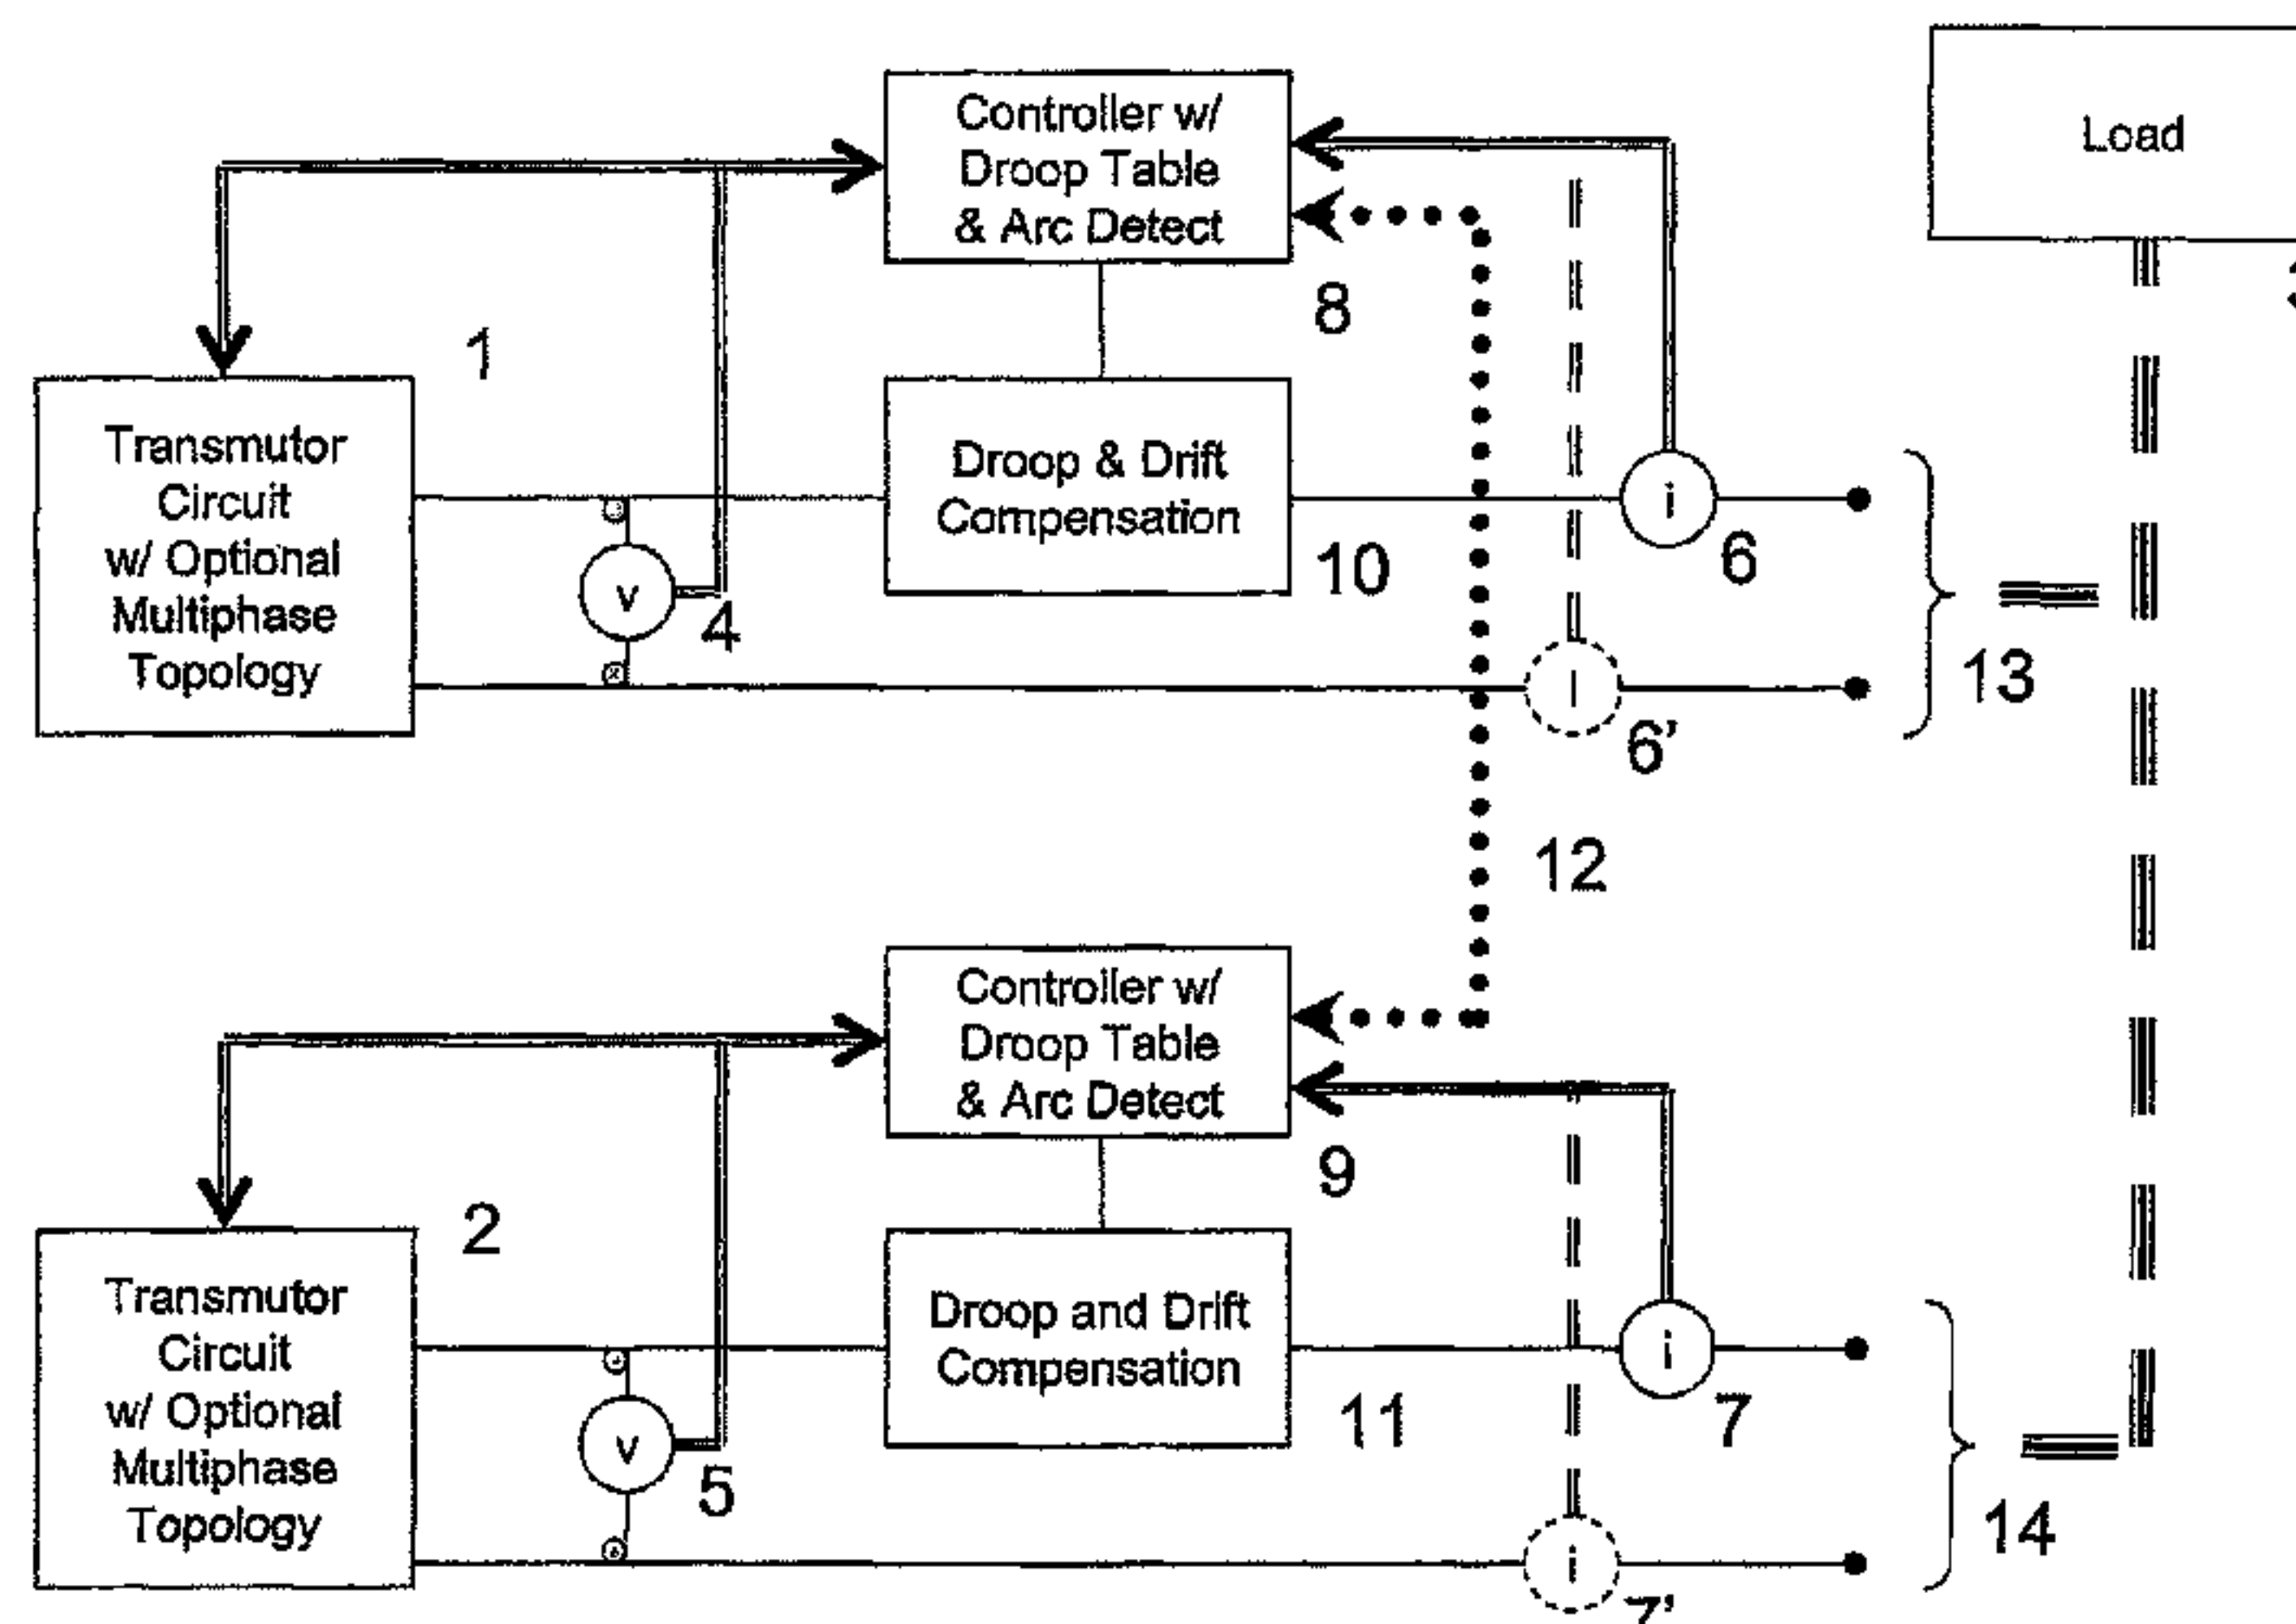 Controller w/
Droop Table
& Arc Detect
Load
8
1
Transmutor
Circuit
w/ Optional
Multiphase
Topology
Droop & Drift
Compensation
v
4
10
i
6
I
6'
13
12
Controller w/
Droop Table
& Arc Detect
9
2
Transmutor
Circuit
w/ Optional
Multiphase
Topology
Droop and Drift
Compensation
v
5
11
i
7
i
7'
14